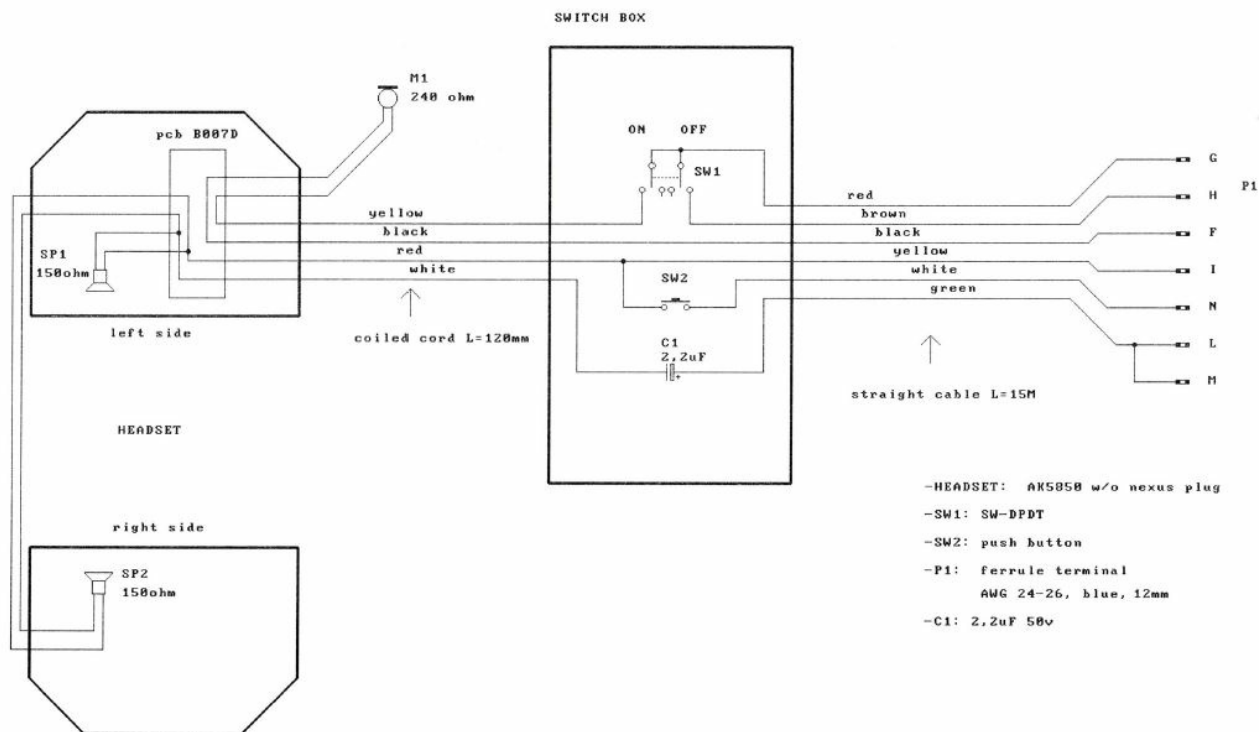 SWITCH BOX
M1
240 ohm
pcb B007D
ON OFF
SW1
G
P1
H
red
brown
yellow
black
black
F
red
yellow
SP1
150ohm
white
white
I
SW2
green
N
left side
coiled cord L=120mm
C1
2,2uF
L
M
straight cable L=15M
HEADSET
-HEADSET: AK5850 w/o nexus plug
-SW1: SW-DPDT
right side
-SW2: push button
SP2
150ohm
-P1: ferrule terminal
AWG 24-26, blue, 12mm
-C1: 2,2uF 50v